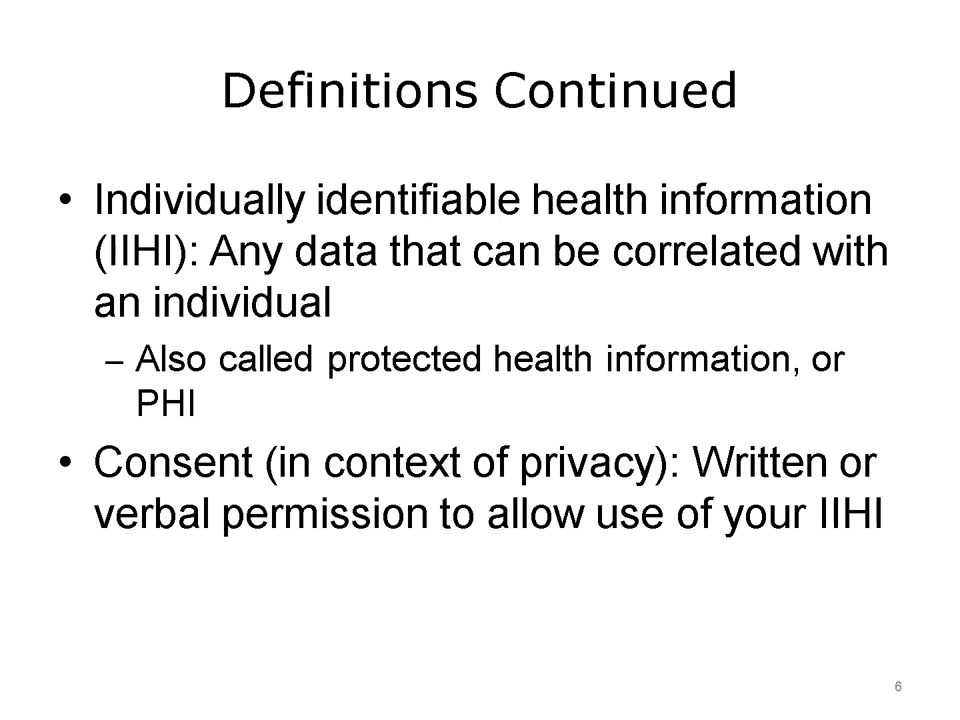 Definitions Continued
• Individually identifiable health information
(IIHI): Any data that can be correlated with
an individual
– Also called protected health information, or
PHI
• Consent (in context of privacy): Written or
verbal permission to allow use of your IIHI
6